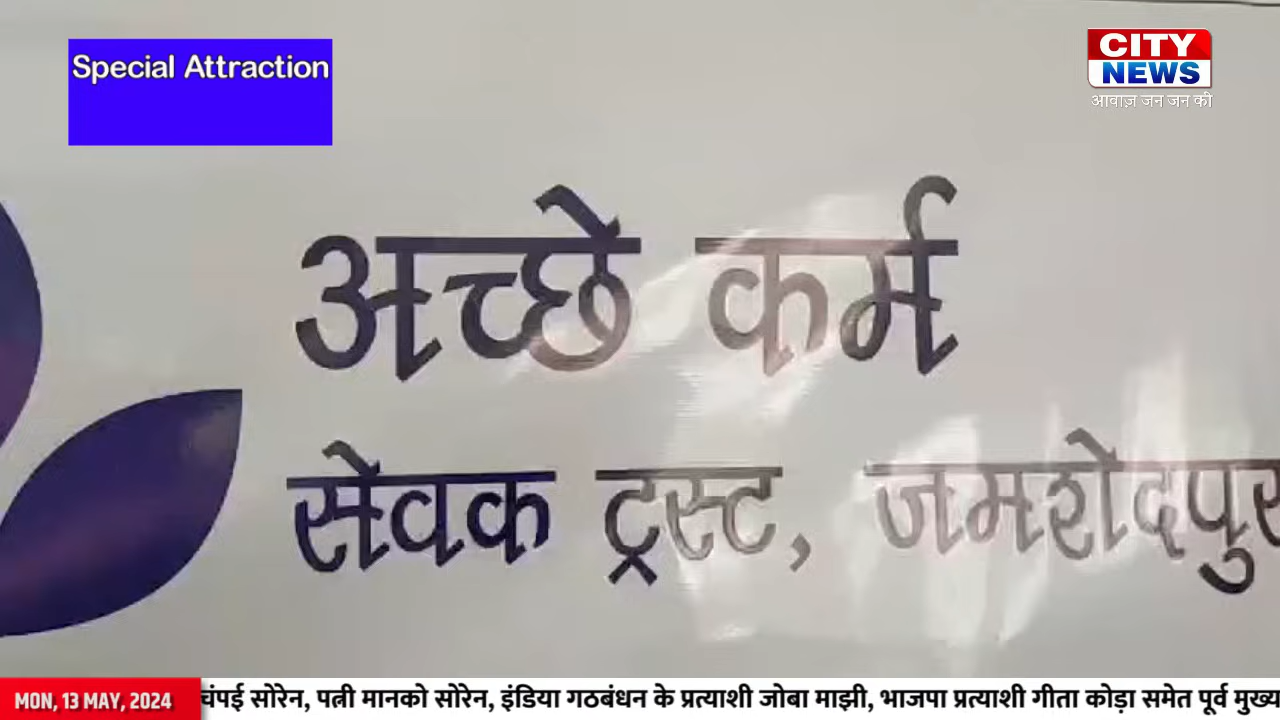 Special Attraction
CITY
NEWS
आवाज़ जन जन की
अच्छे कर्म
सेवक ट्रस्ट, जमशेदपुर
MON, 13 MAY, 2024
चंपई सोरेन, पत्नी मानको सोरेन, इंडिया गठबंधन के प्रत्याशी जोबा माझी, भाजपा प्रत्याशी गीता कोड़ा समेत पूर्व मुख्य